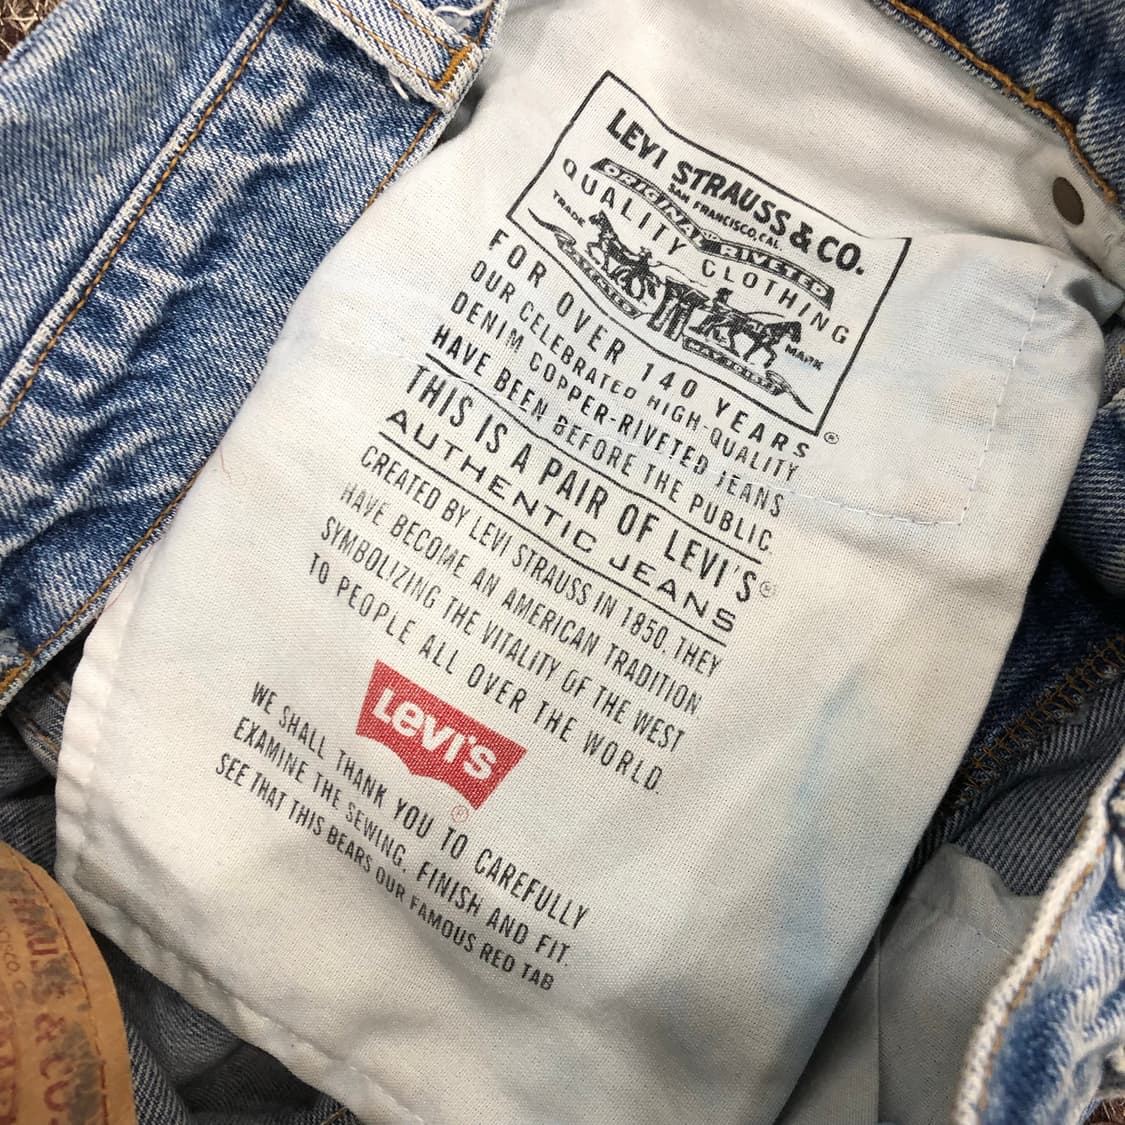 LEVI STRAUSS & CO.
SAN FRANCISCO, CAL.
ORIGINAL RIVETED
QUALITY CLOTHING
TRADE MARK
®
FOR OVER 140 YEARS
OUR CELEBRATED HIGH-QUALITY
DENIM COPPER-RIVETED JEANS
HAVE BEEN BEFORE THE PUBLIC.
THIS IS A PAIR OF LEVI'S®
AUTHENTIC JEANS
CREATED BY LEVI STRAUSS IN 1850. THEY
HAVE BECOME AN AMERICAN TRADITION,
SYMBOLIZING THE VITALITY OF THE WEST
TO PEOPLE ALL OVER THE WORLD.
Levi's
®
WE SHALL THANK YOU TO CAREFULLY
EXAMINE THE SEWING, FINISH AND FIT.
SEE THAT THIS BEARS OUR FAMOUS RED TAB
& CO.